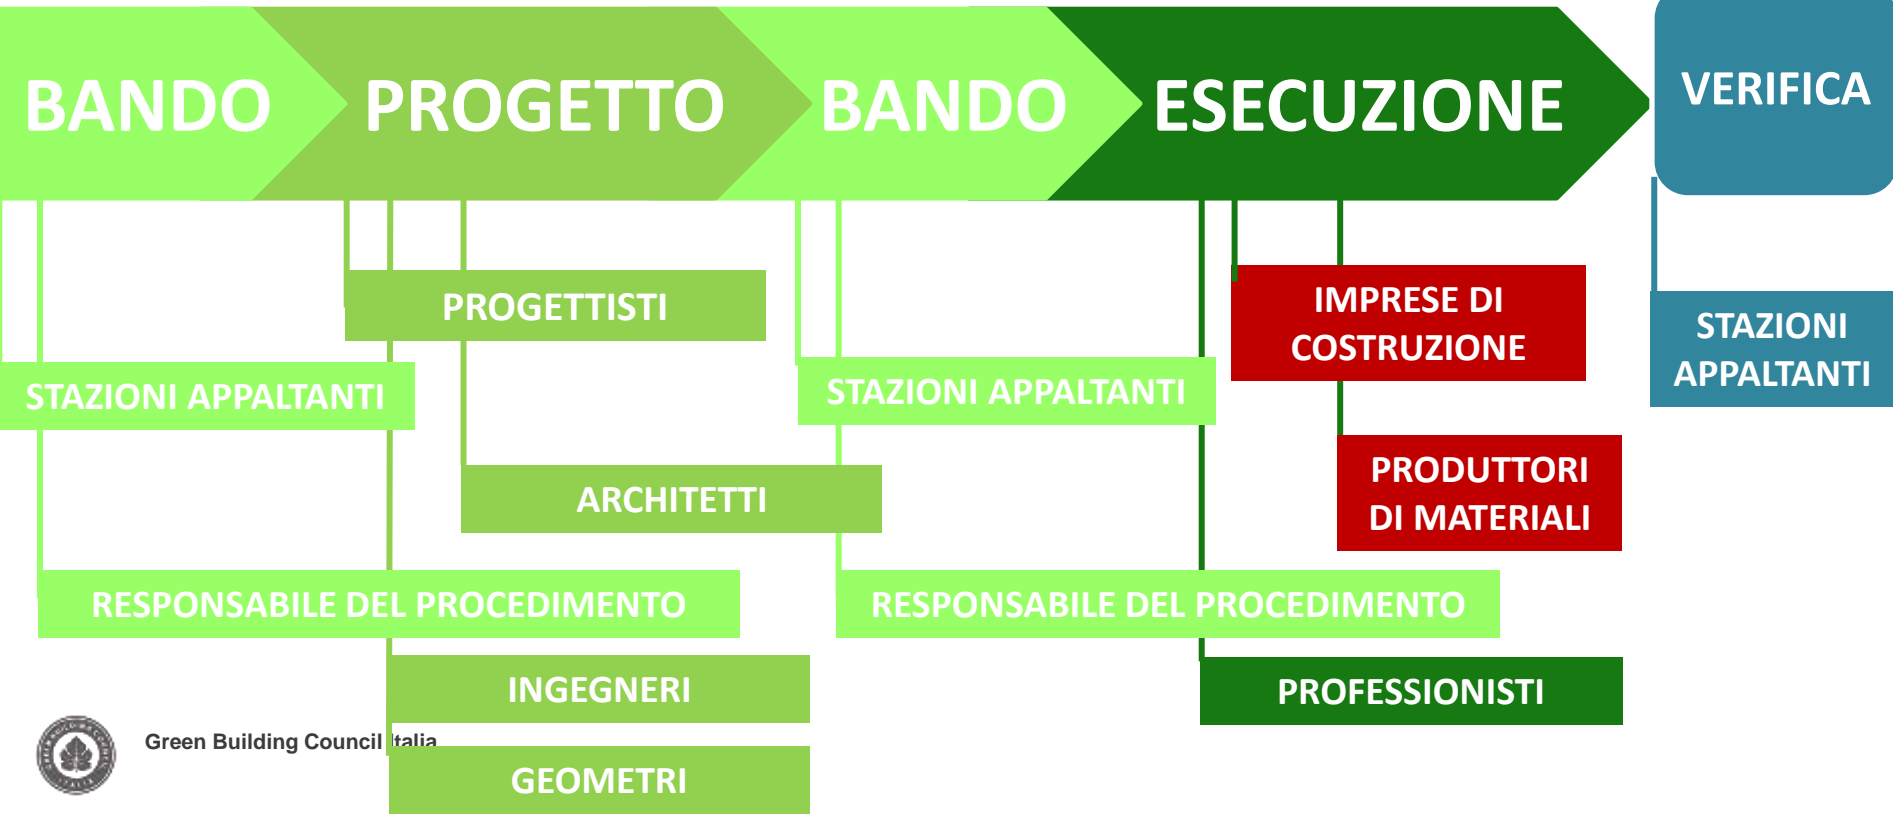 BANDO
PROGETTO
BANDO
ESECUZIONE
VERIFICA
PROGETTISTI
IMPRESE DI
COSTRUZIONE
STAZIONI
APPALTANTI
STAZIONI APPALTANTI
STAZIONI APPALTANTI
ARCHITETTI
PRODUTTORI
DI MATERIALI
RESPONSABILE DEL PROCEDIMENTO
RESPONSABILE DEL PROCEDIMENTO
INGEGNERI
PROFESSIONISTI
Green Building Council Italia
GEOMETRI